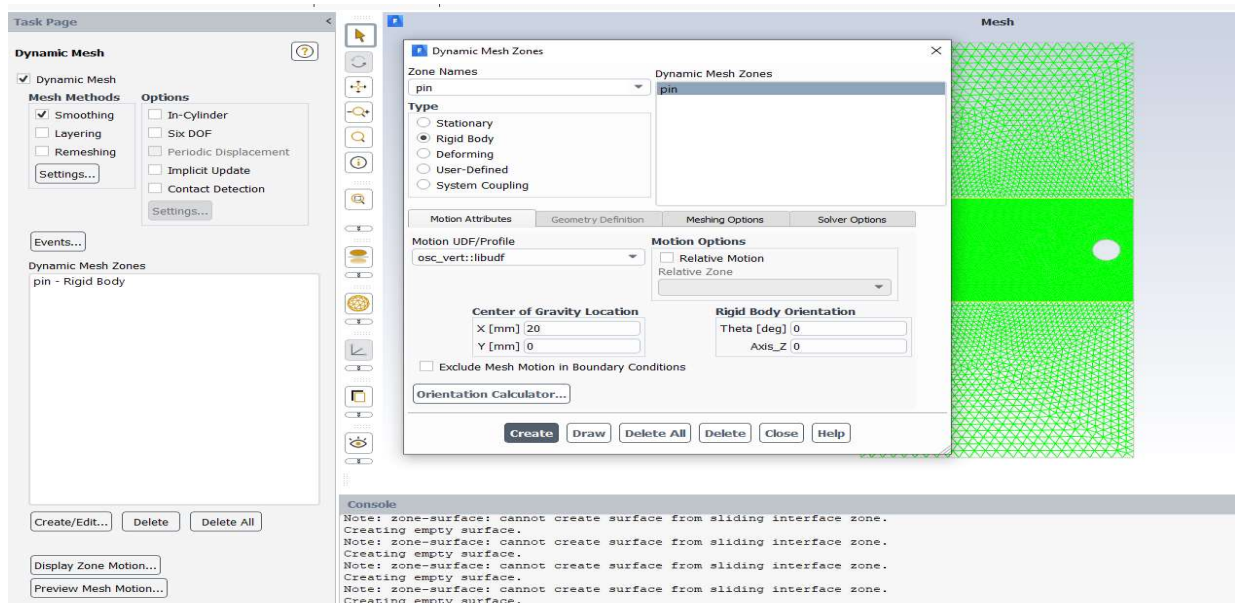 Task Page
Dynamic Mesh
Dynamic Mesh
Mesh Methods
Smoothing
Layering
Remeshing
Settings...
Options
In-Cylinder
Six DOF
Periodic Displacement
Implicit Update
Contact Detection
Settings...
Events...
Dynamic Mesh Zones
pin - Rigid Body
Create/Edit... Delete Delete All
Display Zone Motion...
Preview Mesh Motion...
Mesh
Dynamic Mesh Zones
Zone Names
pin
Type
Stationary
Rigid Body
Deforming
User-Defined
System Coupling
Dynamic Mesh Zones
pin
Motion Attributes Geometry Definition Meshing Options Solver Options
Motion UDF/Profile
osc_vert::libudf
Motion Options
Relative Motion
Relative Zone
Center of Gravity Location
X [mm] 20
Y [mm] 0
Rigid Body Orientation
Theta [deg] 0
Axis_Z 0
Exclude Mesh Motion in Boundary Conditions
Orientation Calculator...
Create Draw Delete All Delete Close Help
Console
Note: zone-surface: cannot create surface from sliding interface zone.
Creating empty surface.
Note: zone-surface: cannot create surface from sliding interface zone.
Creating empty surface.
Note: zone-surface: cannot create surface from sliding interface zone.
Creating empty surface.
Note: zone-surface: cannot create surface from sliding interface zone.
Creating empty surface.